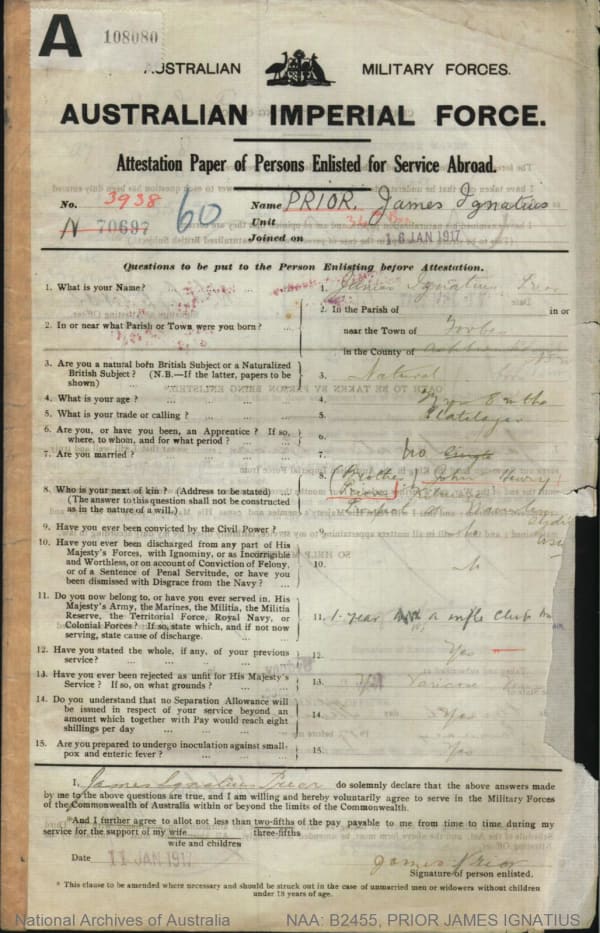 A 108080
AUSTRALIAN MILITARY FORCES.
AUSTRALIAN IMPERIAL FORCE.
Attestation Paper of Persons Enlisted for Service Abroad.
No. 3938 Name PRIOR, James Ignatius
N 70697 60 Unit
Joined on 16 JAN 1917
Questions to be put to the Person Enlisting before Attestation.
1. What is your Name? ... ... ... 1. James Ignatius Prior
2. In or near what Parish or Town were you born? ... 2. In the Parish of in or
near the Town of Forbes
in the County of
3. Are you a natural born British Subject or a Naturalized
British Subject? (N.B.—If the latter, papers to be
shown) 3. Natural
4. What is your age? ... 4.
5. What is your trade or calling? ... 5.
6. Are you, or have you been, an Apprentice? If so,
where, to whom, and for what period? ... 6.
7. Are you married? ... 7. no Single
8. Who is your next of kin? (Address to be stated) ...
(The answer to this question shall not be constructed
as in the nature of a will.) 8. (Brother) John Henry
9. Have you ever been convicted by the Civil Power? ... 9. No
10. Have you ever been discharged from any part of His
Majesty's Forces, with Ignominy, or as Incorrigible
and Worthless, or on account of Conviction of Felony,
or of a Sentence of Penal Servitude, or have you
been dismissed with Disgrace from the Navy? ... 10.
11. Do you now belong to, or have you ever served in, His
Majesty's Army, the Marines, the Militia, the Militia
Reserve, the Territorial Force, Royal Navy, or
Colonial Forces? If so, state which, and if not now
serving, state cause of discharge. 11. 1 year a rifle club
12. Have you stated the whole, if any, of your previous
service? ... 12. Yes
13. Have you ever been rejected as unfit for His Majesty's
Service? If so, on what grounds? ... 13. Yes Varicose
14. Do you understand that no Separation Allowance will
be issued in respect of your service beyond an
amount which together with Pay would reach eight
shillings per day ... 14. Yes
15. Are you prepared to undergo inoculation against small-
pox and enteric fever? ... 15. Yes
I, James Ignatius Prior do solemnly declare that the above answers made
by me to the above questions are true, and I am willing and hereby voluntarily agree to serve in the Military Forces
of the Commonwealth of Australia within or beyond the limits of the Commonwealth.
*And I further agree to allot not less than two-fifths of the pay payable to me from time to time during my
service for the support of my wife three-fifths
wife and children
Date 11 JAN 1917 James Prior
Signature of person enlisted.
* This clause to be amended where necessary and should be struck out in the case of unmarried men or widowers without children
under 18 years of age.
National Archives of Australia NAA: B2455, PRIOR JAMES IGNATIUS